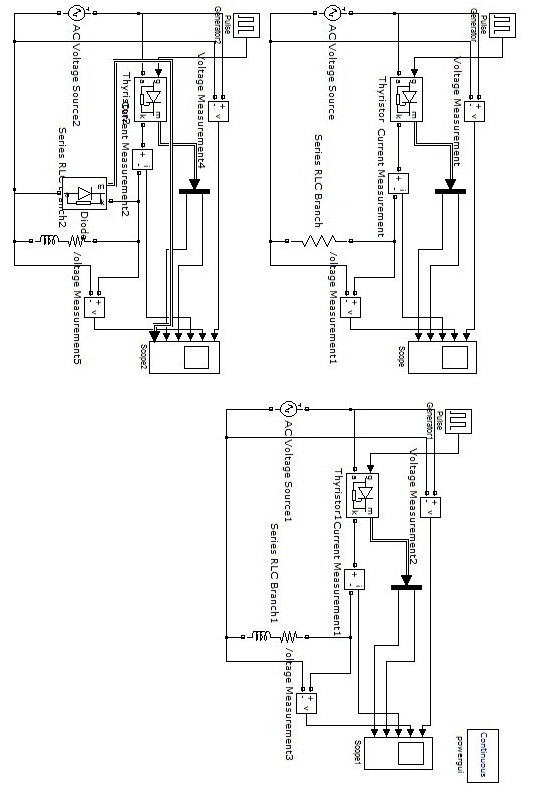 Pulse
Generator2
AC Voltage Source2
Voltage Measurement4
g
a
m
k
Thyristor2
Current Measurement2
+
-
v
+
-
i
Series RLC Branch2
m
a
k
Diode
Voltage Measurement5
+
-
v
Scope2
Pulse
Generator
AC Voltage Source
Voltage Measurement
g
a
m
k
Thyristor
Current Measurement
+
-
v
+
-
i
Series RLC Branch
Voltage Measurement1
+
-
v
Scope
Pulse
Generator1
AC Voltage Source1
Voltage Measurement2
g
a
m
k
Thyristor1
Current Measurement1
+
-
v
+
-
i
Series RLC Branch1
Voltage Measurement3
+
-
v
Scope1
Continuous
powergui